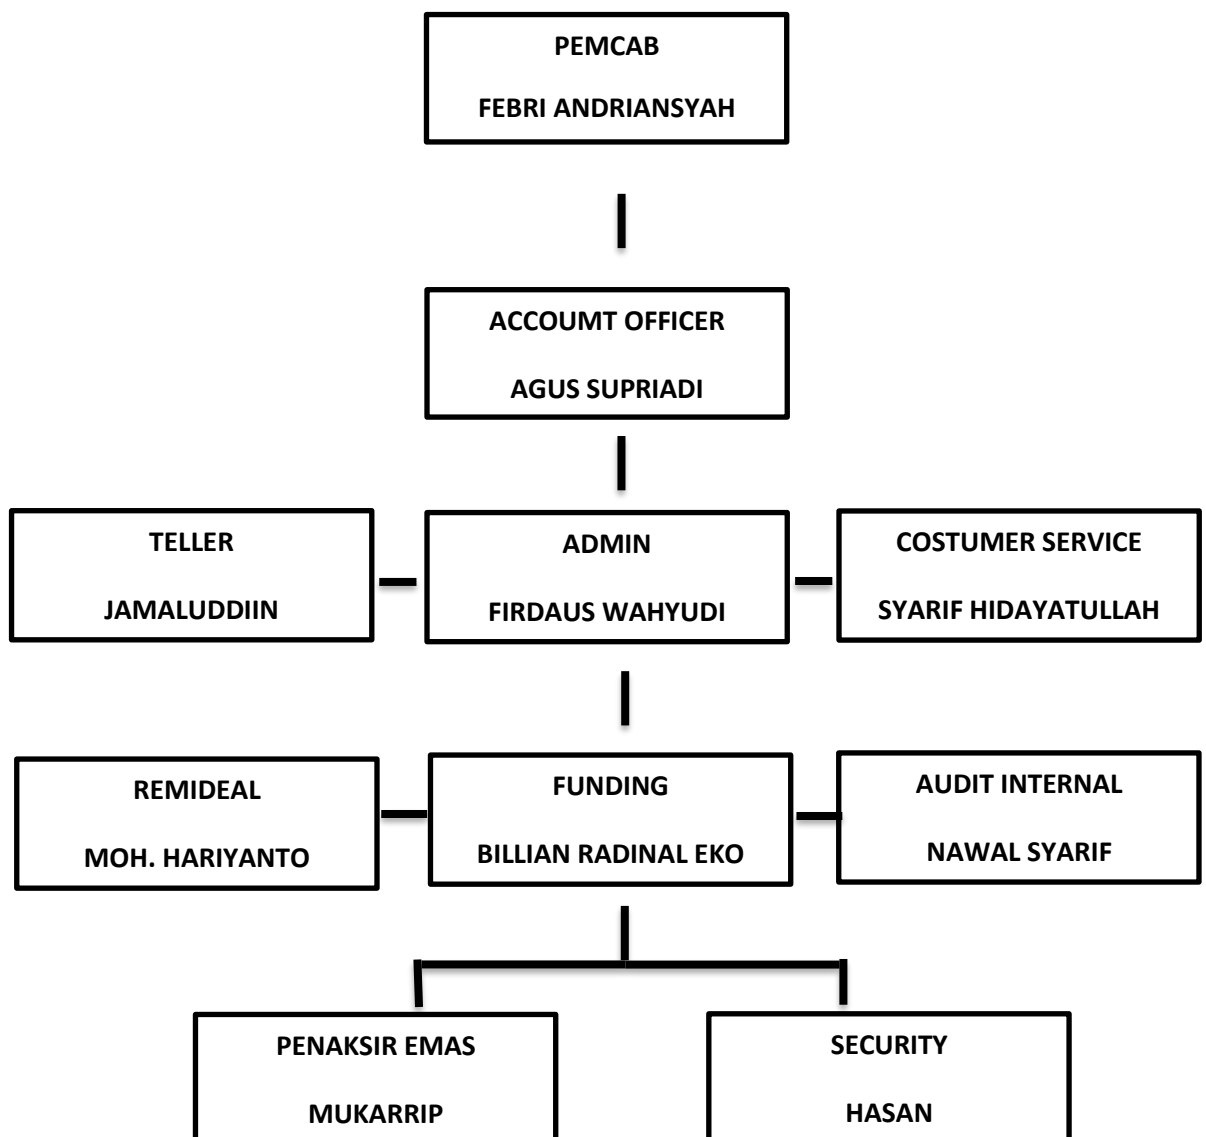 PEMCAB
FEBRI ANDRIANSYAH
ACCOUMT OFFICER
AGUS SUPRIADI
TELLER
JAMALUDDIIN
ADMIN
FIRDAUS WAHYUDI
COSTUMER SERVICE
SYARIF HIDAYATULLAH
REMIDEAL
MOH. HARIYANTO
FUNDING
BILLIAN RADINAL EKO
AUDIT INTERNAL
NAWAL SYARIF
PENAKSIR EMAS
MUKARRIP
SECURITY
HASAN